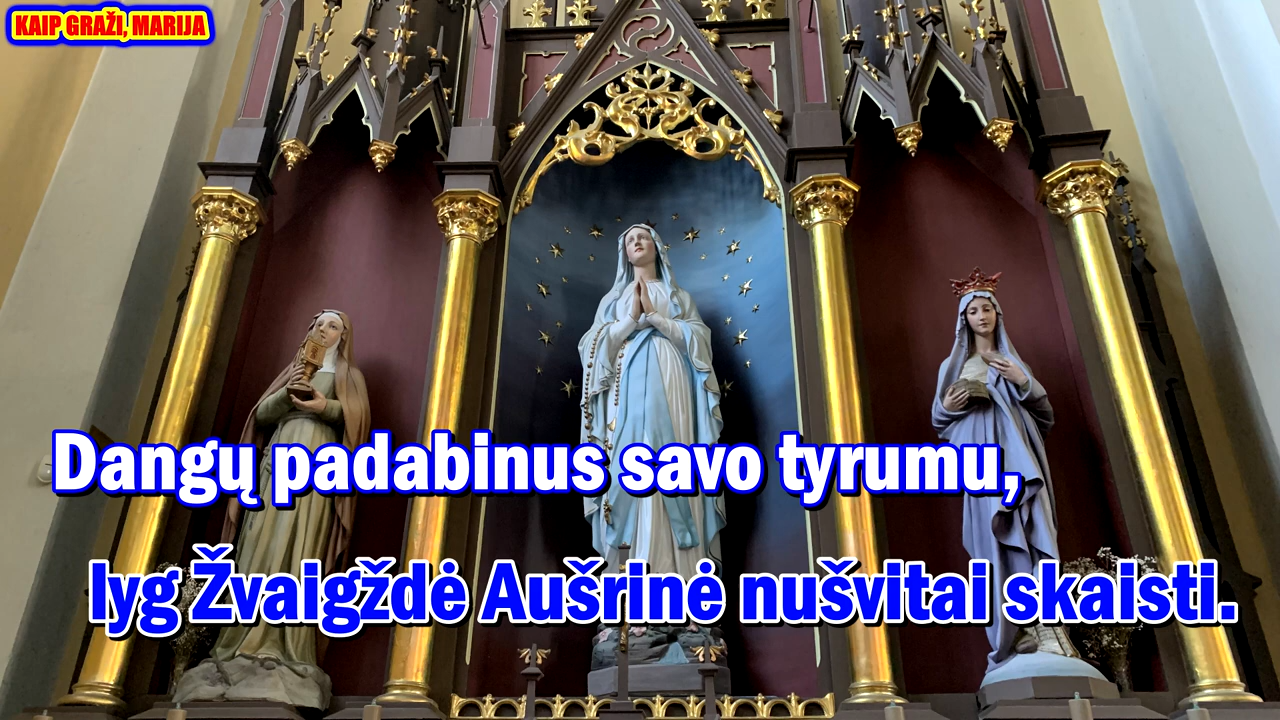 KAIP GRAŽI, MARIJA
Dangų padabinus savo tyrumu,
lyg Žvaigždė Aušrinė nušvitai skaisti.